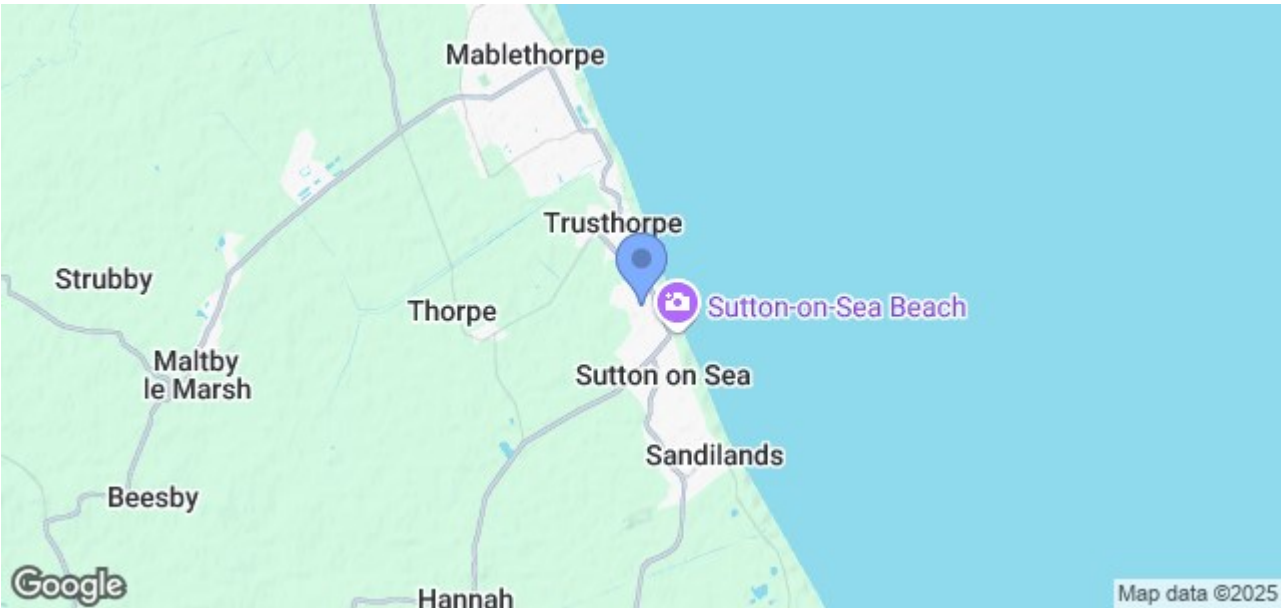 Mablethorpe
Trusthorpe
Strubby
Thorpe
Sutton-on-Sea Beach
Maltby
le Marsh
Sutton on Sea
Sandilands
Beesby
Hannah
Google
Map data ©2025